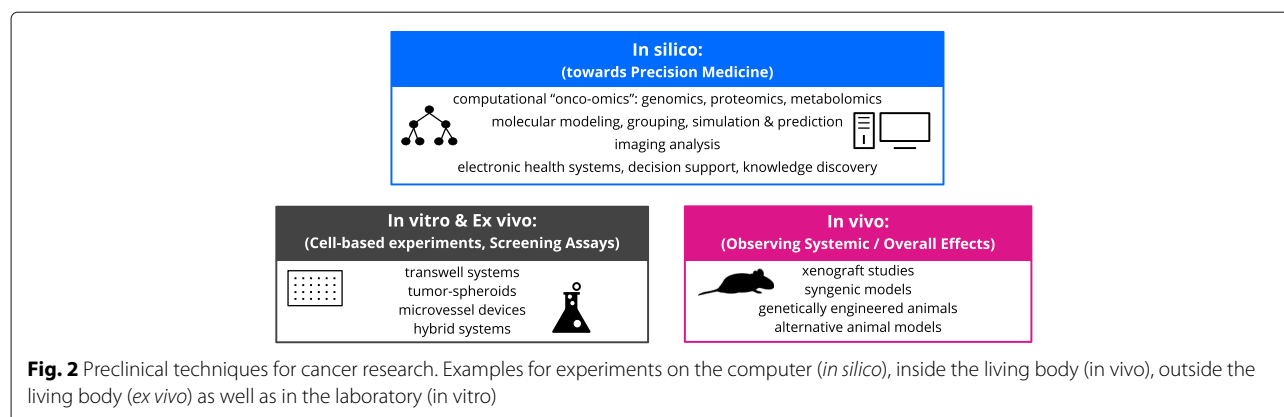 In silico:
(towards Precision Medicine)
computational “onco-omics”: genomics, proteomics, metabolomics
molecular modeling, grouping, simulation & prediction
imaging analysis
electronic health systems, decision support, knowledge discovery
In vitro & Ex vivo:
(Cell-based experiments, Screening Assays)
transwell systems
tumor-spheroids
microvessel devices
hybrid systems
In vivo:
(Observing Systemic / Overall Effects)
xenograft studies
syngenic models
genetically engineered animals
alternative animal models
Fig. 2 Preclinical techniques for cancer research. Examples for experiments on the computer (in silico), inside the living body (in vivo), outside the
living body (ex vivo) as well as in the laboratory (in vitro)